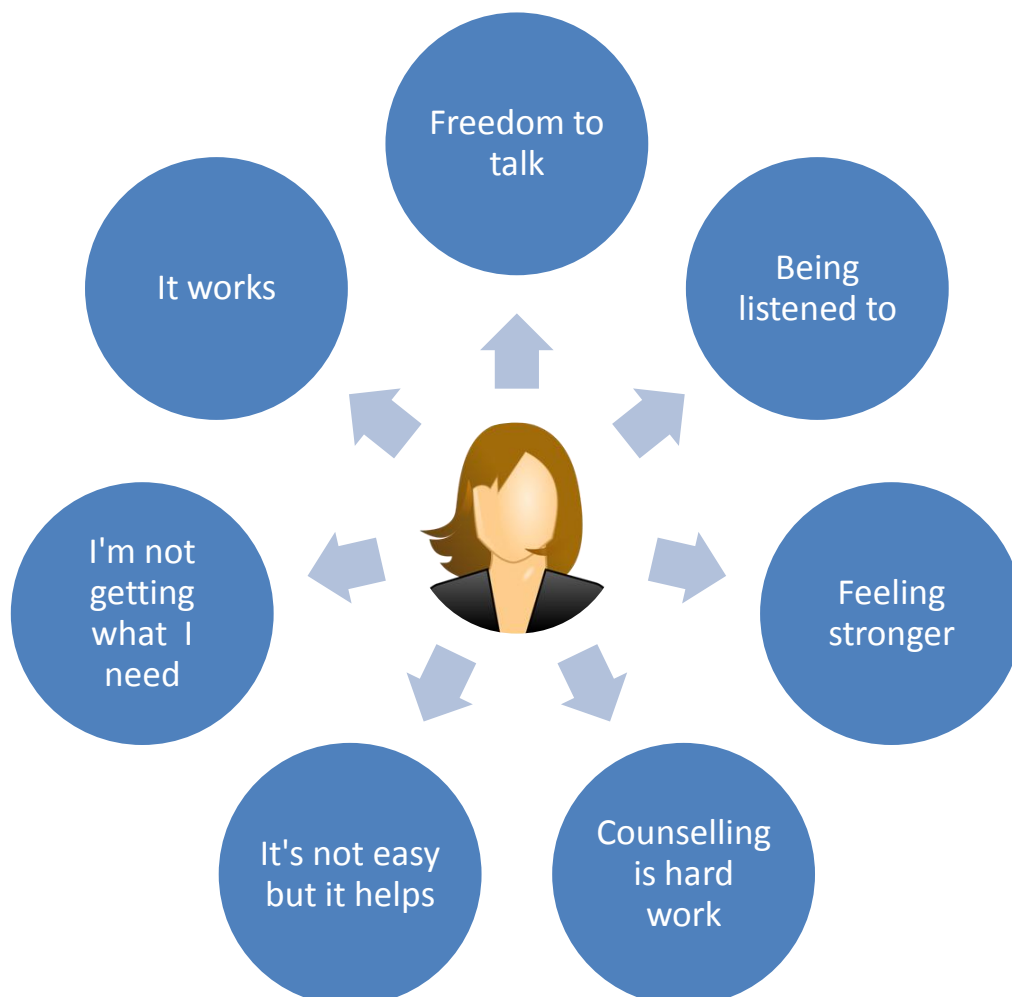 Freedom to
talk
Being
listened to
Feeling
stronger
Counselling
is hard
work
It's not easy
but it helps
I'm not
getting
what  I
need
It works